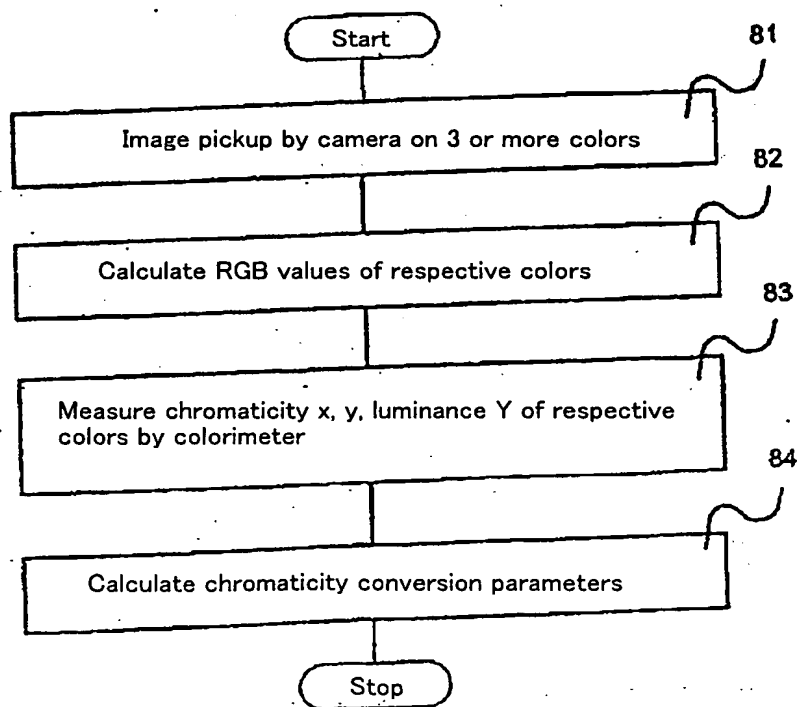 Start
81
Image pickup by camera on 3 or more colors
82
Calculate RGB values of respective colors
83
Measure chromaticity x, y, luminance Y of respective
colors by colorimeter
84
Calculate chromaticity conversion parameters
Stop